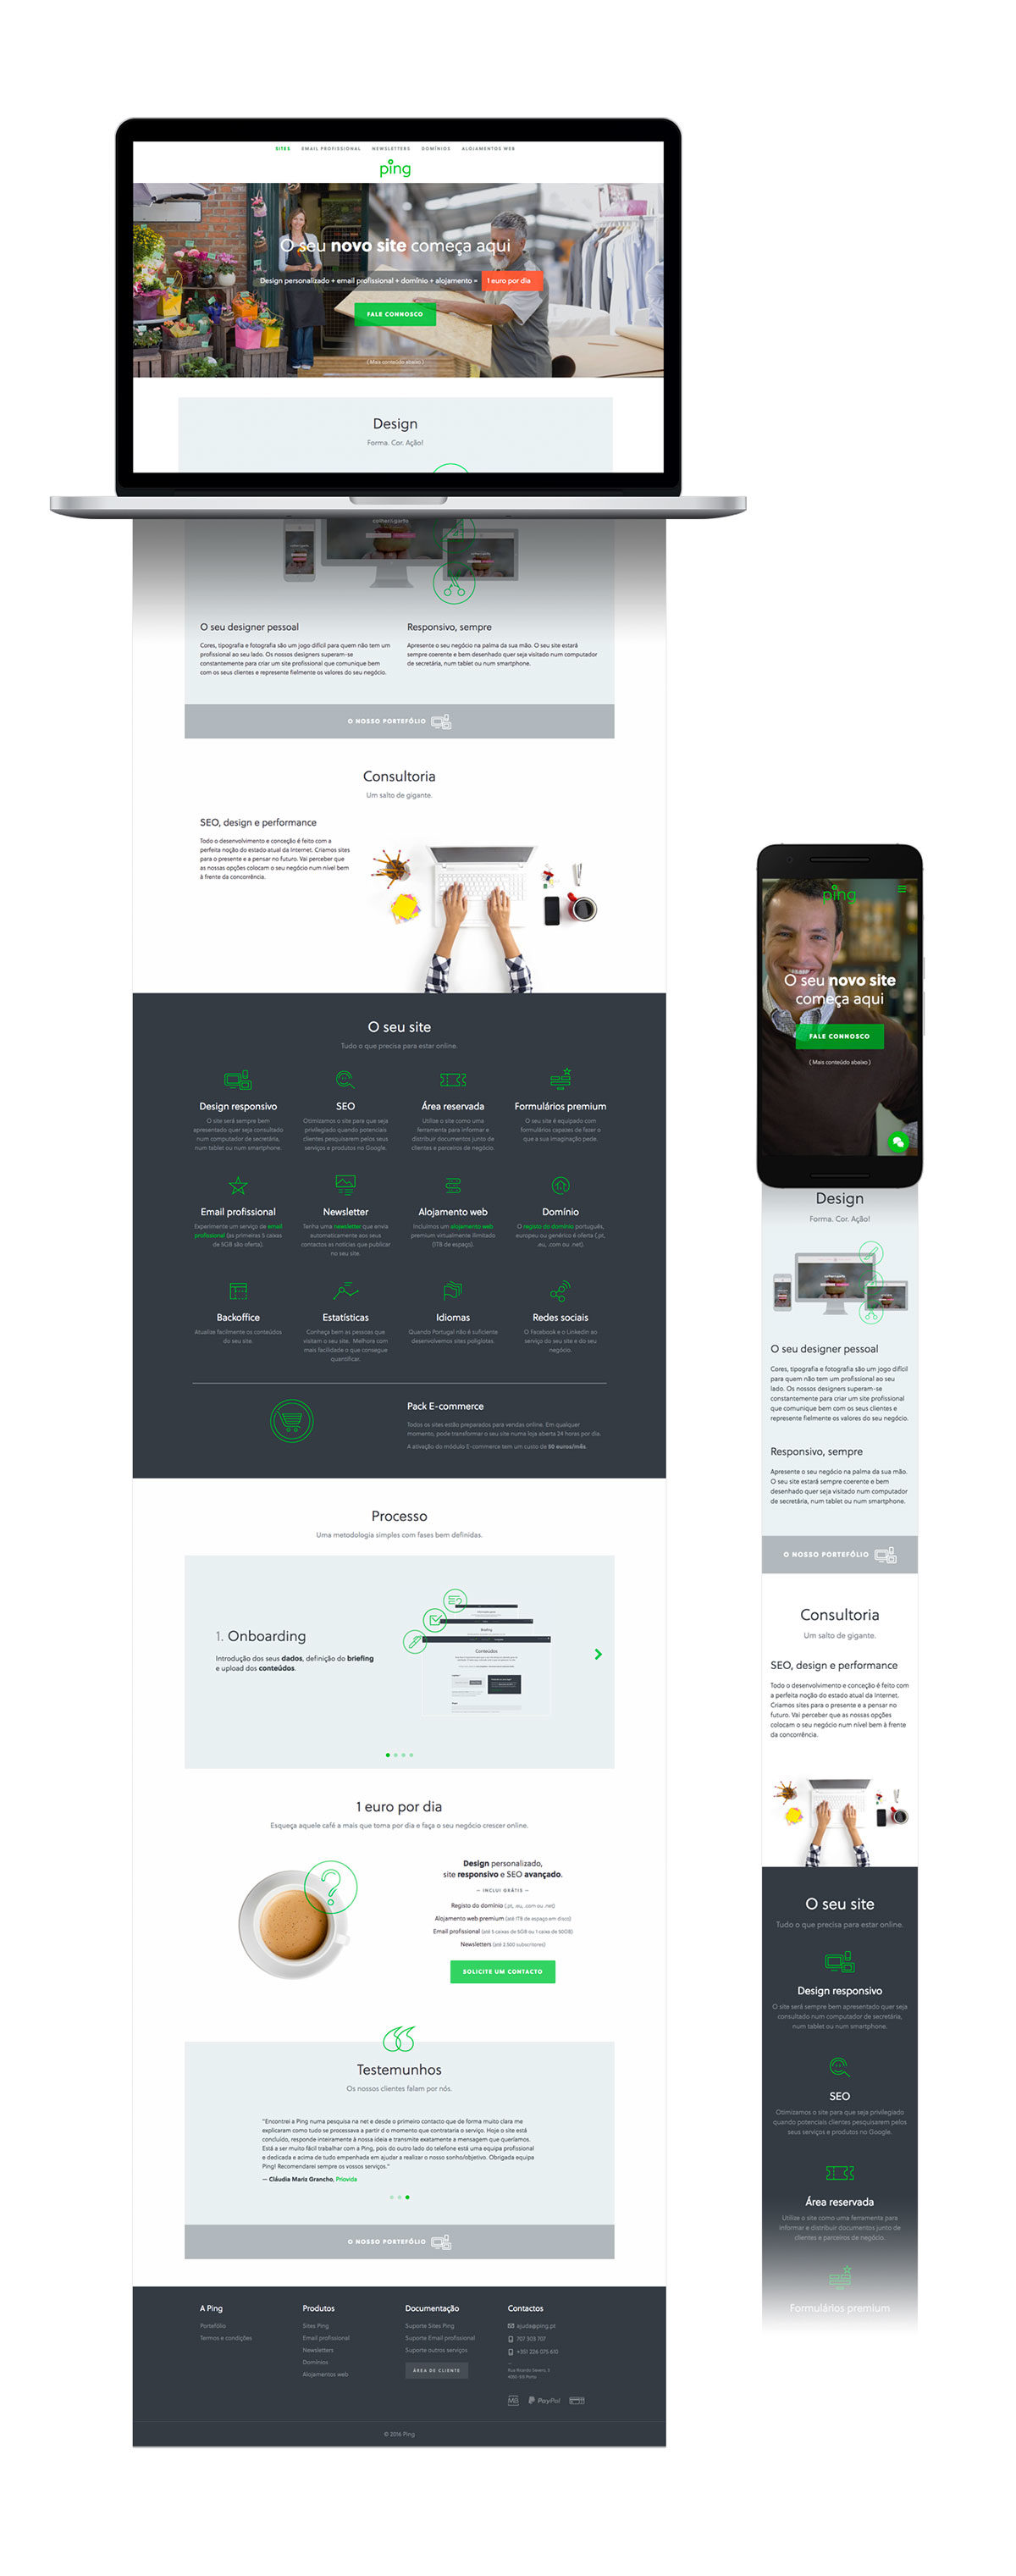 SITES EMAIL PROFISSIONAL NEWSLETTERS DOMÍNIOS ALOJAMENTOS WEB
ping
O seu novo site começa aqui
Design personalizado + email profissional + domínio + alojamento = 1 euro por dia
FALE CONNOSCO
( Mais conteúdo abaixo )
Design
Forma. Cor. Ação!
O seu designer pessoal
Cores, tipografia e fotografia são um jogo difícil para quem não tem um
profissional ao seu lado. Os nossos designers superam-se
constantemente para criar um site profissional que comunique bem
com os seus clientes e represente fielmente os valores do seu negócio.
Responsivo, sempre
Apresente o seu negócio na palma da sua mão. O seu site estará
sempre coerente e bem desenhado quer seja visitado num computador
de secretária, num tablet ou num smartphone.
O NOSSO PORTEFÓLIO
Consultoria
Um salto de gigante.
SEO, design e performance
Todo o desenvolvimento e conceção é feito com a
perfeita noção do estado atual da Internet. Criamos sites
para o presente e a pensar no futuro. Vai perceber que
as nossas opções colocam o seu negócio num nível bem
à frente da concorrência.
O seu site
Tudo o que precisa para estar online.
Design responsivo
O site será sempre bem
apresentado quer seja consultado
num computador de secretária,
num tablet ou num smartphone.
SEO
Otimizamos o site para que seja
privilegiado quando potenciais
clientes pesquisarem pelos seus
serviços e produtos no Google.
Área reservada
Utilize o site como uma
ferramenta para informar e
distribuir documentos junto de
clientes e parceiros de negócio.
Formulários premium
O seu site é equipado com
formulários capazes de fazer o
que a sua imaginação pede.
Email profissional
Experimente um serviço de email
profissional (as primeiras 5 caixas
de 5GB são oferta).
Newsletter
Tenha uma newsletter que envia
automaticamente aos seus
contactos as notícias que publicar
no seu site.
Alojamento web
Incluímos um alojamento web
premium virtualmente ilimitado
(1TB de espaço).
Domínio
O registo do domínio português,
europeu ou genérico é oferta (.pt,
.eu, .com ou .net).
Backoffice
Atualize facilmente os conteúdos
do seu site.
Estatísticas
Conheça bem as pessoas que
visitam o seu site. Melhora com
mais facilidade o que consegue
quantificar.
Idiomas
Quando Portugal não é suficiente
desenvolvemos sites poliglotas.
Redes sociais
O Facebook e o LinkedIn ao
serviço do seu site e do seu
negócio.
Pack E-commerce
Todos os sites estão preparados para vendas online. Em qualquer
momento, pode transformar o seu site numa loja aberta 24 horas por dia.
A ativação do módulo E-commerce tem um custo de 50 euros/mês.
Processo
Uma metodologia simples com fases bem definidas.
1. Onboarding
Introdução dos seus dados, definição do briefing
e upload dos conteúdos.
Briefing
Conteúdos
1 euro por dia
Esqueça aquele café a mais que toma por dia e faça o seu negócio crescer online.
Design personalizado,
site responsivo e SEO avançado.
— INCLUI GRÁTIS —
Registo do domínio (.pt, .eu, .com ou .net)
Alojamento web premium (até 1TB de espaço em disco)
Email profissional (até 5 caixas de 5GB ou 1 caixa de 50GB)
Newsletters (até 2.500 subscritores)
SOLICITE UM CONTACTO
Testemunhos
Os nossos clientes falam por nós.
"Encontrei a Ping numa pesquisa na net e desde o primeiro contacto que de forma muito clara me
explicaram como tudo se processava a partir d o momento que contrataria o serviço. Hoje o site está
concluído, responde inteiramente à nossa ideia e transmite exatamente a mensagem que queríamos.
Está a ser muito fácil trabalhar com a Ping, pois do outro lado do telefone está uma equipa profissional
e dedicada e acima de tudo empenhada em ajudar a realizar o nosso sonho/objetivo. Obrigada equipa
Ping! Recomendarei sempre os vossos serviços."
— Cláudia Mariz Grancho, Priovida
O NOSSO PORTEFÓLIO
A Ping
Portefólio
Termos e condições
Produtos
Sites Ping
Email profissional
Newsletters
Domínios
Alojamentos web
Documentação
Suporte Sites Ping
Suporte Email profissional
Suporte outros serviços
ÁREA DE CLIENTE
Contactos
ajuda@ping.pt
707 303 707
+351 226 075 610
PayPal
© 2016 Ping
ping
O seu novo site
começa aqui
FALE CONNOSCO
( Mais conteúdo abaixo )
Design
Forma. Cor. Ação!
O seu designer pessoal
Cores, tipografia e fotografia são um jogo difícil
para quem não tem um profissional ao seu
lado. Os nossos designers superam-se
constantemente para criar um site profissional
que comunique bem com os seus clientes e
represente fielmente os valores do seu negócio.
Responsivo, sempre
Apresente o seu negócio na palma da sua mão.
O seu site estará sempre coerente e bem
desenhado quer seja visitado num computador
de secretária, num tablet ou num smartphone.
O NOSSO PORTEFÓLIO
Consultoria
Um salto de gigante.
SEO, design e performance
Todo o desenvolvimento e conceção é feito com
a perfeita noção do estado atual da Internet.
Criamos sites para o presente e a pensar no
futuro. Vai perceber que as nossas opções
colocam o seu negócio num nível bem à frente
da concorrência.
O seu site
Tudo o que precisa para estar online.
Design responsivo
O site será sempre bem apresentado quer seja
consultado num computador de secretária,
num tablet ou num smartphone.
SEO
Otimizamos o site para que seja privilegiado
quando potenciais clientes pesquisarem pelos
seus serviços e produtos no Google.
Área reservada
Utilize o site como uma ferramenta para
informar e distribuir documentos junto de
clientes e parceiros de negócio.
Formulários premium